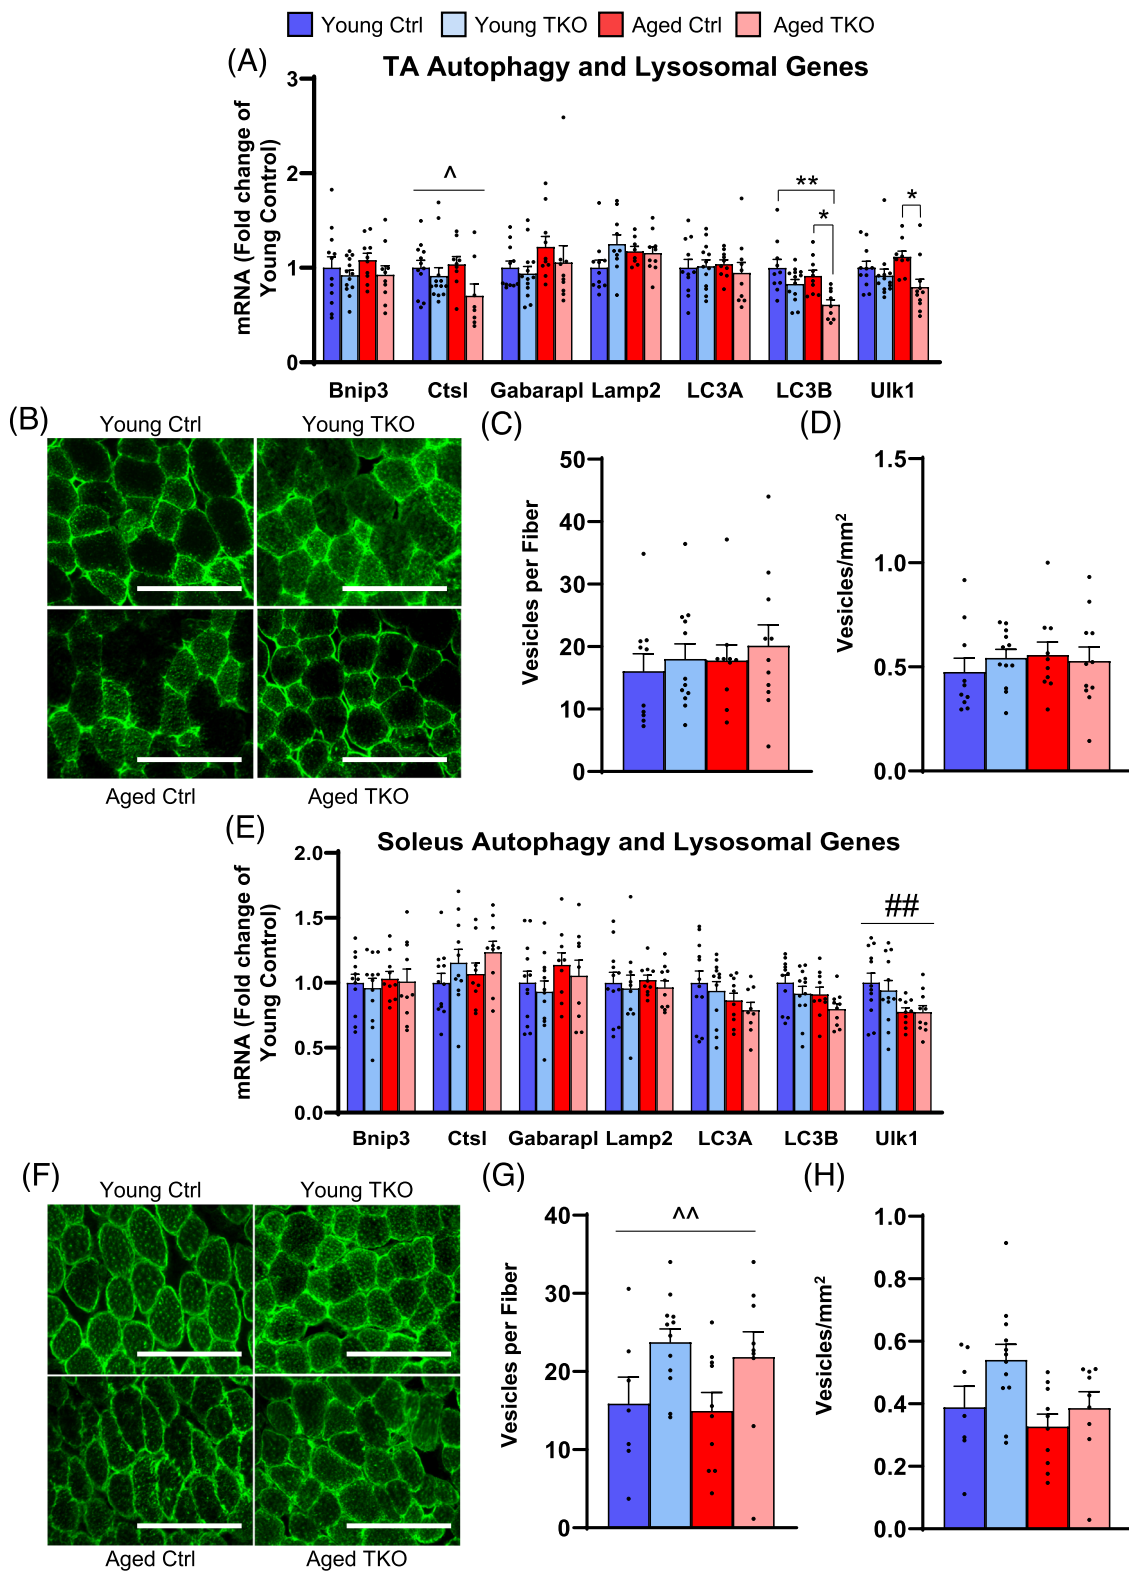 Young Ctrl Young TKO Aged Ctrl Aged TKO
(A)
TA Autophagy and Lysosomal Genes
mRNA (Fold change of
Young Control)
3
2
1
0
^
**
*
*
Bnip3 Ctsl Gabarapl Lamp2 LC3A LC3B Ulk1
(B)
Young Ctrl Young TKO
Aged Ctrl Aged TKO
(C)
Vesicles per Fiber
50
40
30
20
10
0
(D)
Vesicles/mm²
1.5
1.0
0.5
0.0
(E)
Soleus Autophagy and Lysosomal Genes
mRNA (Fold change of
Young Control)
2.0
1.5
1.0
0.5
0.0
##
Bnip3 Ctsl Gabarapl Lamp2 LC3A LC3B Ulk1
(F)
Young Ctrl Young TKO
Aged Ctrl Aged TKO
(G)
Vesicles per Fiber
40
30
20
10
0
^^
(H)
Vesicles/mm²
1.0
0.8
0.6
0.4
0.2
0.0